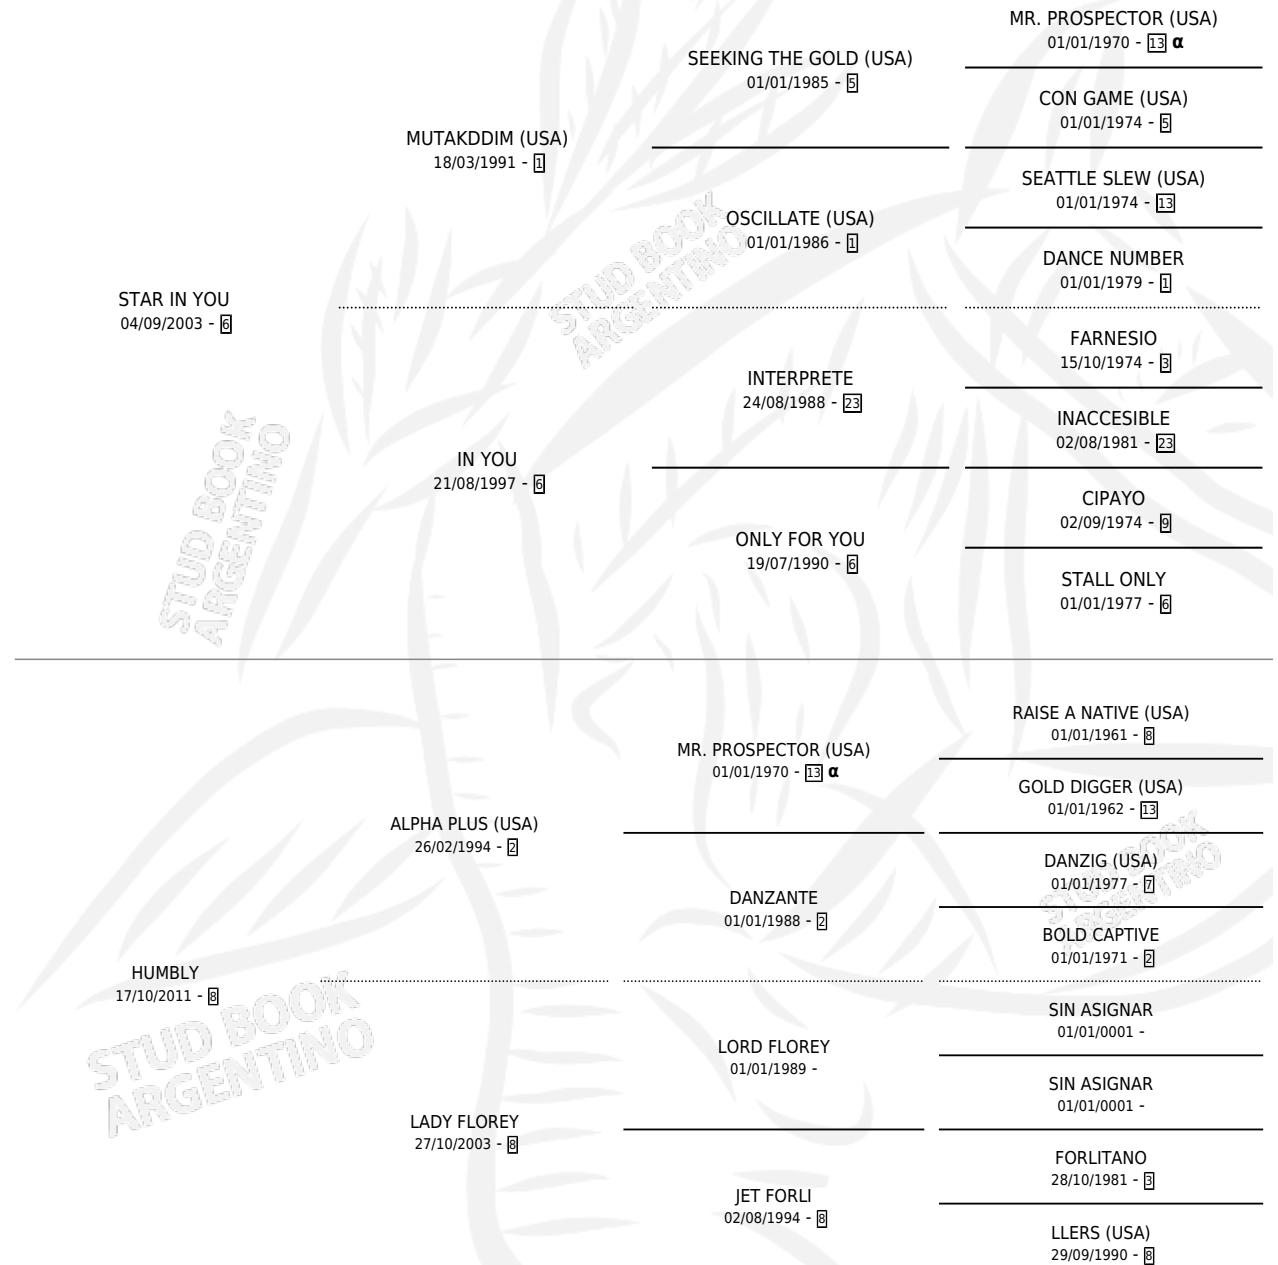 MR. PROSPECTOR (USA)
01/01/1970 - 13 α
SEEKING THE GOLD (USA)
01/01/1985 - 5
CON GAME (USA)
01/01/1974 - 5
MUTAKDDIM (USA)
18/03/1991 - 1
SEATTLE SLEW (USA)
01/01/1974 - 13
OSCILLATE (USA)
01/01/1986 - 1
DANCE NUMBER
01/01/1979 - 1
STAR IN YOU
04/09/2003 - 6
FARNESIO
15/10/1974 - 3
INTERPRETE
24/08/1988 - 23
INACCESIBLE
02/08/1981 - 23
IN YOU
21/08/1997 - 6
CIPAYO
02/09/1974 - 9
ONLY FOR YOU
19/07/1990 - 6
STALL ONLY
01/01/1977 - 6
RAISE A NATIVE (USA)
01/01/1961 - 8
MR. PROSPECTOR (USA)
01/01/1970 - 13 α
GOLD DIGGER (USA)
01/01/1962 - 13
ALPHA PLUS (USA)
26/02/1994 - 2
DANZIG (USA)
01/01/1977 - 7
DANZANTE
01/01/1988 - 2
BOLD CAPTIVE
01/01/1971 - 2
HUMBLY
17/10/2011 - 8
SIN ASIGNAR
01/01/0001 -
LORD FLOREY
01/01/1989 -
SIN ASIGNAR
01/01/0001 -
LADY FLOREY
27/10/2003 - 8
FORLITANO
28/10/1981 - 3
JET FORLI
02/08/1994 - 8
LLERS (USA)
29/09/1990 - 8
STUD BOOK
ARGENTINO
STUD BOOK
ARGENTINO
STUD BOOK
ARGENTINO
STUD BOOK
ARGENTINO